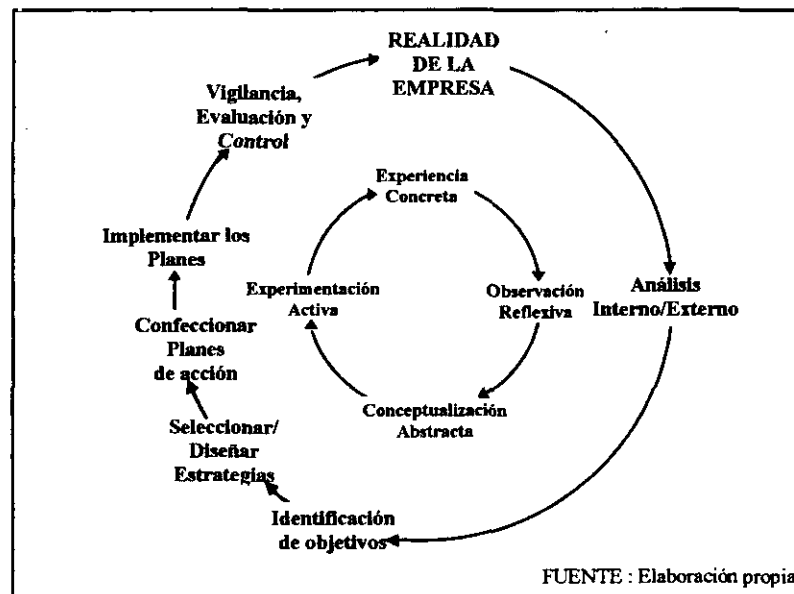 REALIDAD
DE LA
EMPRESA
Vigilancia,
Evaluación y
Control
Experiencia
Concreta
Implementar los
Planes
Experimentación
Activa
Observación
Reflexiva
Análisis
Interno/Externo
Confeccionar
Planes
de acción
Conceptualización
Abstracta
Seleccionar/
Diseñar
Estrategias
Identificación
de objetivos
FUENTE : Elaboración propia